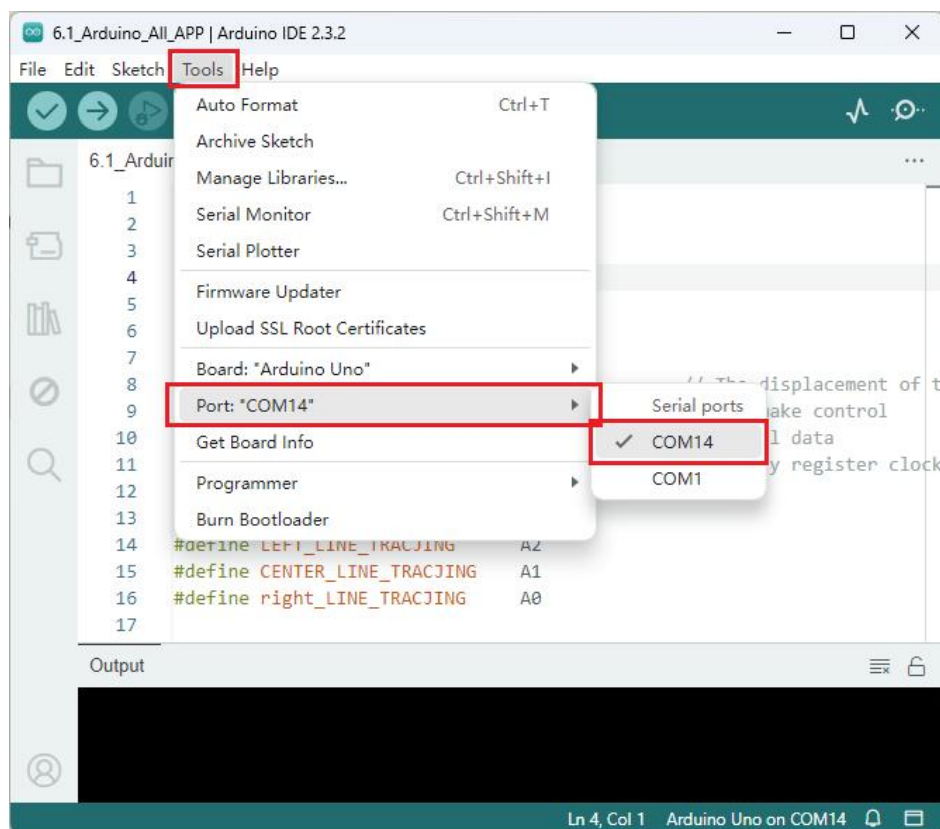 6.1_Arduino_All_APP | Arduino IDE 2.3.2
File Edit Sketch Tools Help
Auto Format Ctrl+T
Archive Sketch
Manage Libraries... Ctrl+Shift+I
Serial Monitor Ctrl+Shift+M
Serial Plotter
Firmware Updater
Upload SSL Root Certificates
Board: "Arduino Uno"
Port: "COM14"
Get Board Info
Programmer
Burn Bootloader
Serial ports
COM14
COM1
6.1_Arduin
1
2
3
4
5
6
7
8 // The displacement of t
9 ake control
10 l data
11 y register clock
12
13
14 #define LEFT_LINE_TRACJING A2
15 #define CENTER_LINE_TRACJING A1
16 #define right_LINE_TRACJING A0
17
Output
Ln 4, Col 1 Arduino Uno on COM14